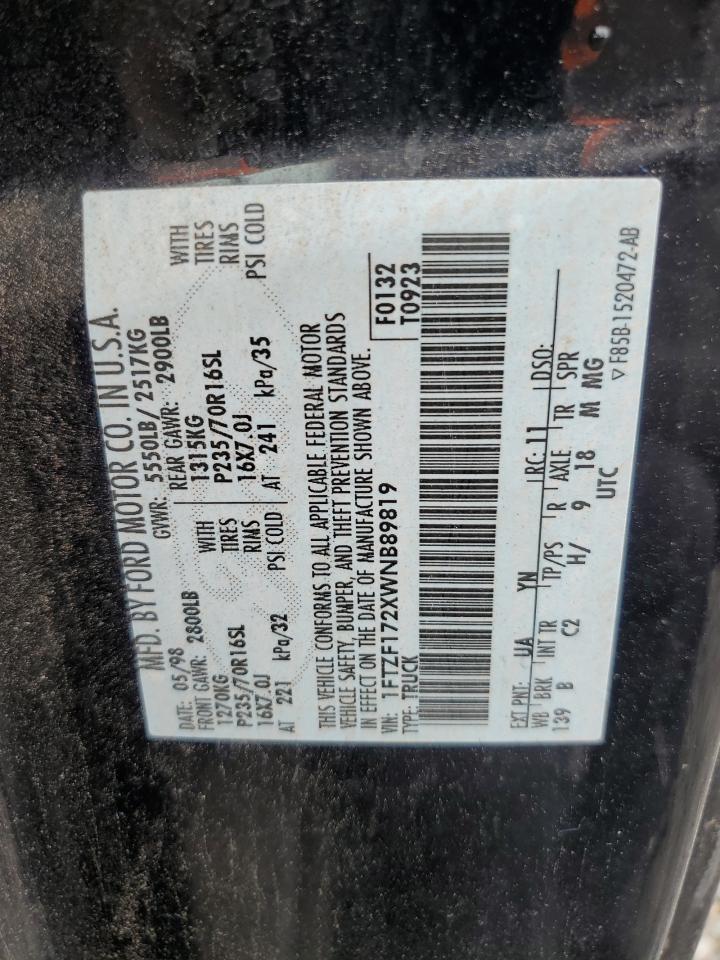 MFD. BY FORD MOTOR CO. IN U.S.A.
DATE: 05/98 GVWR: 5550LB/ 2517KG
FRONT GAWR: 2800LB REAR GAWR: 2900LB
1270KG WITH 1315KG WITH
P235/70R16SL TIRES P235/70R16SL TIRES
16X7.0J RIMS 16X7.0J RIMS
AT 221 kPa/32 PSI COLD AT 241 kPa/35 PSI COLD
THIS VEHICLE CONFORMS TO ALL APPLICABLE FEDERAL MOTOR
VEHICLE SAFETY, BUMPER, AND THEFT PREVENTION STANDARDS
IN EFFECT ON THE DATE OF MANUFACTURE SHOWN ABOVE.
VIN: 1FTZF172XWNB89819 F0132
TYPE: TRUCK T0923
EXT PNT: UA YN RC: 11 DSO:
WB BRK INT TR TP/PS R AXLE TR SPR
139 B C2 H/ 9 18 M MG
UTC
▽ F85B-1520472-AB